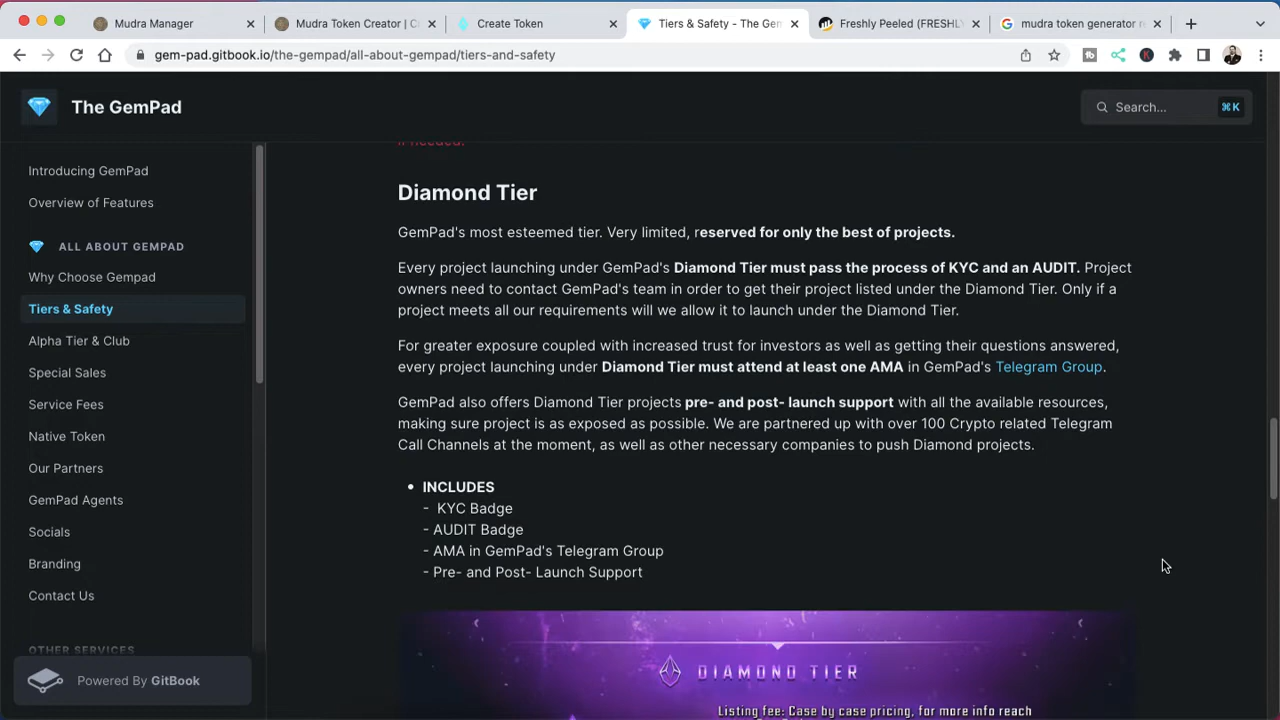 Mudra Manager
Mudra Token Creator | C
Create Token
Tiers & Safety - The Gem
Freshly Peeled (FRESHLY
mudra token generator r
gem-pad.gitbook.io/the-gempad/all-about-gempad/tiers-and-safety
The GemPad
Search...
⌘K
Introducing GemPad
Overview of Features
ALL ABOUT GEMPAD
Why Choose Gempad
Tiers & Safety
Alpha Tier & Club
Special Sales
Service Fees
Native Token
Our Partners
GemPad Agents
Socials
Branding
Contact Us
OTHER SERVICES
Powered By GitBook
if needed.
Diamond Tier
GemPad's most esteemed tier. Very limited, reserved for only the best of projects.
Every project launching under GemPad's Diamond Tier must pass the process of KYC and an AUDIT. Project
owners need to contact GemPad's team in order to get their project listed under the Diamond Tier. Only if a
project meets all our requirements will we allow it to launch under the Diamond Tier.
For greater exposure coupled with increased trust for investors as well as getting their questions answered,
every project launching under Diamond Tier must attend at least one AMA in GemPad's Telegram Group.
GemPad also offers Diamond Tier projects pre- and post- launch support with all the available resources,
making sure project is as exposed as possible. We are partnered up with over 100 Crypto related Telegram
Call Channels at the moment, as well as other necessary companies to push Diamond projects.
• INCLUDES
- KYC Badge
- AUDIT Badge
- AMA in GemPad's Telegram Group
- Pre- and Post- Launch Support
DIAMOND TIER
Listing fee: Case by case pricing, for more info reach